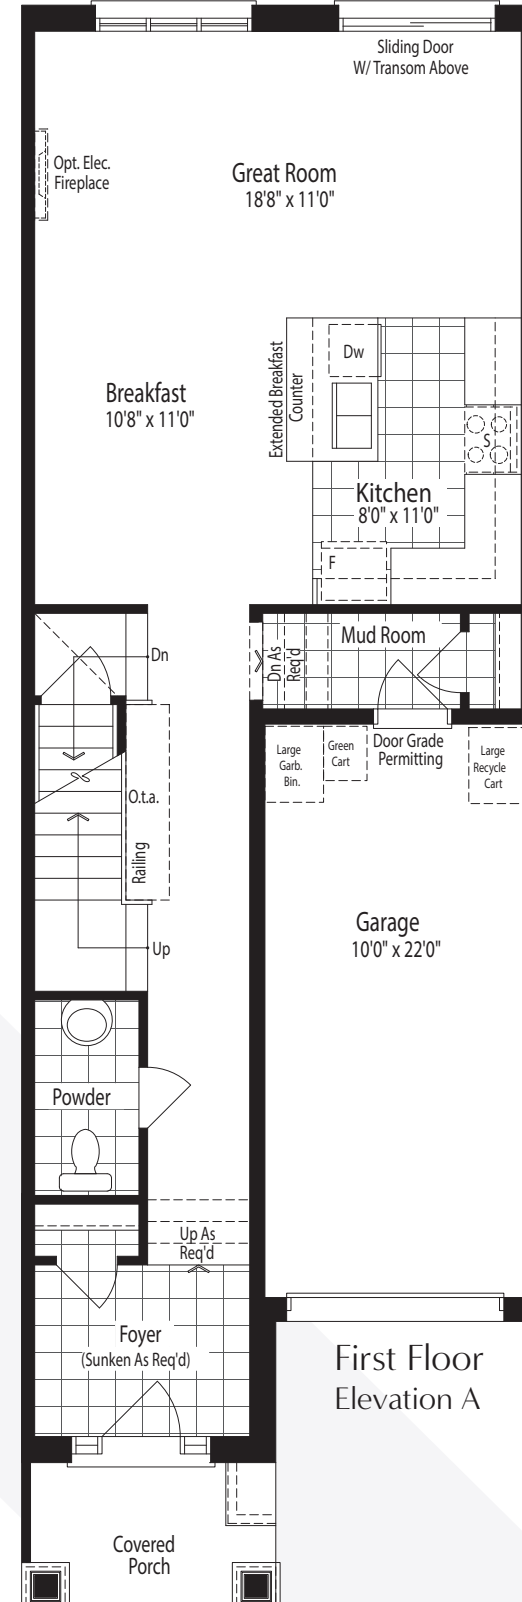 Sliding Door
W/ Transom Above
Opt. Elec.
Fireplace
Great Room
18'8" x 11'0"
Dw
Extended Breakfast
Counter
Breakfast
10'8" x 11'0"
S
Kitchen
8'0" x 11'0"
F
Mud Room
Dn As
Req'd
Dn
Large
Garb.
Bin.
Green
Cart
Door Grade
Permitting
Large
Recycle
Cart
O.t.a.
Railing
Garage
10'0" x 22'0"
Up
Powder
Up As
Req'd
Foyer
(Sunken As Req'd)
First Floor
Elevation A
Covered
Porch